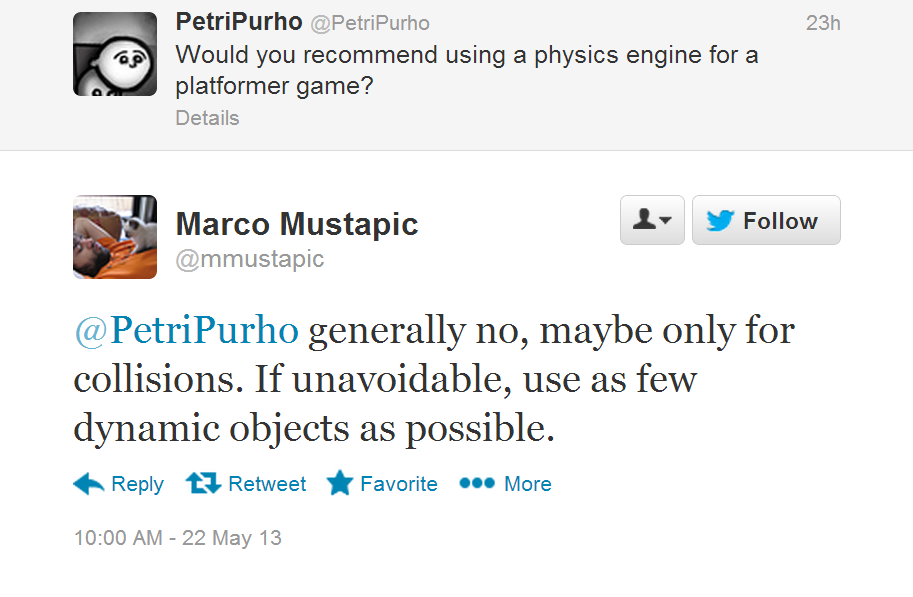 PetriPurho @PetriPurho 23h
Would you recommend using a physics engine for a
platformer game?
Details
Marco Mustapic
Follow
@mmustapic
@PetriPurho generally no, maybe only for
collisions. If unavoidable, use as few
dynamic objects as possible.
Reply Retweet Favorite More
10:00 AM - 22 May 13